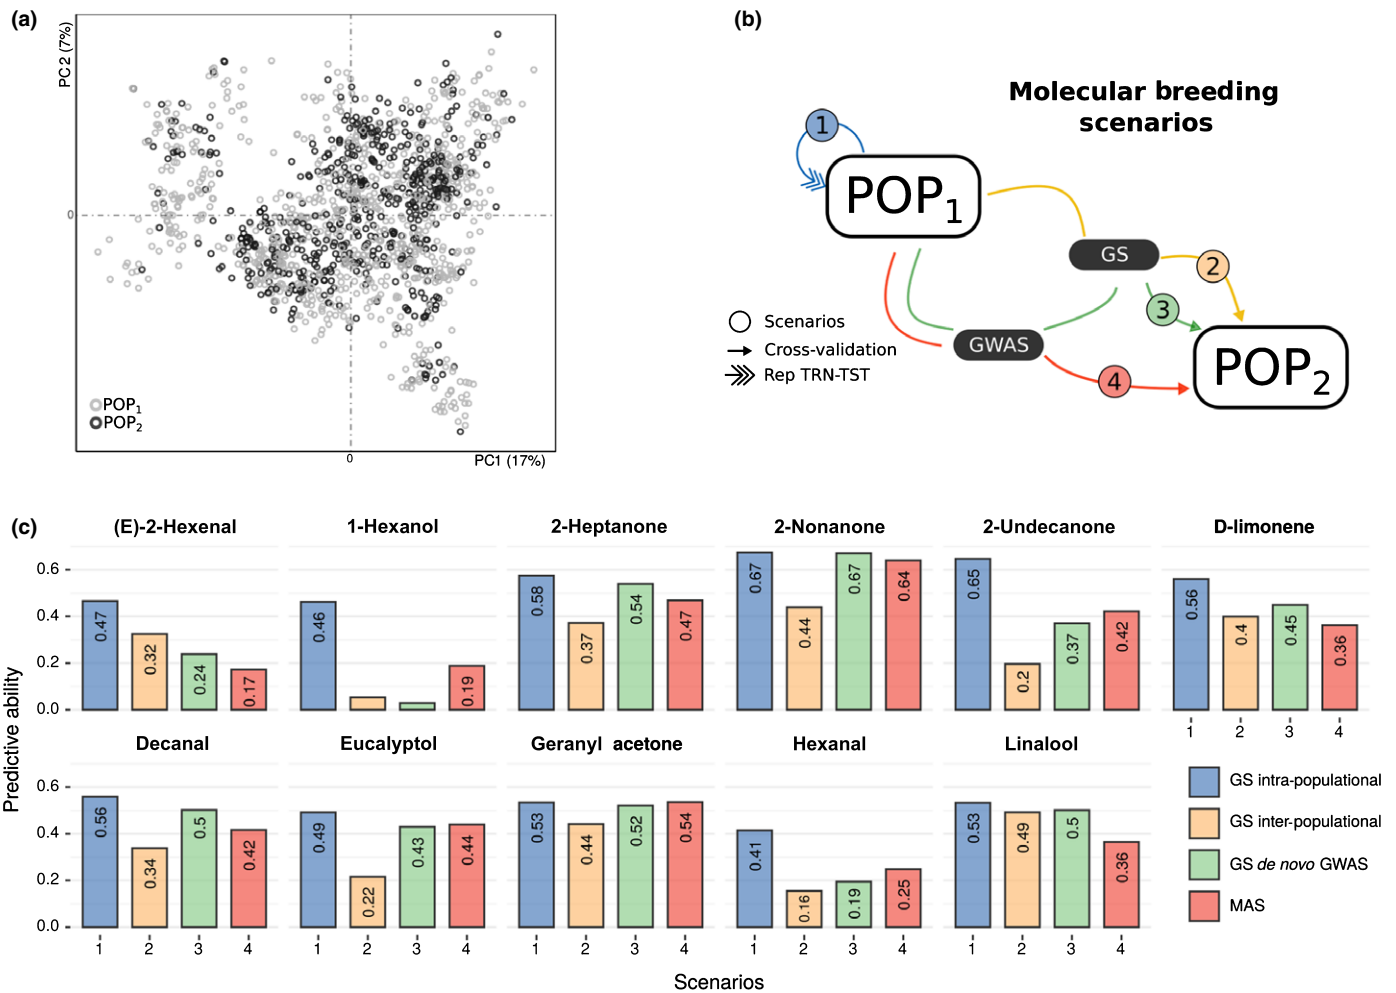 (a)
PC2 (7%)
0
0
PC1 (17%)
POP1
POP2
(b)
Molecular breeding
scenarios
1
POP1
GS
2
3
Scenarios
Cross-validation
Rep TRN-TST
GWAS
4
POP2
(c)
Predictive ability
(E)-2-Hexenal
1-Hexanol
2-Heptanone
2-Nonanone
2-Undecanone
D-limonene
0.6
0.4
0.2
0.0
0.47
0.32
0.24
0.17
0.46
0.19
0.58
0.37
0.54
0.47
0.67
0.44
0.67
0.64
0.65
0.2
0.37
0.42
0.56
0.4
0.45
0.36
1 2 3 4
Decanal
Eucalyptol
Geranyl acetone
Hexanal
Linalool
0.6
0.4
0.2
0.0
0.56
0.34
0.5
0.42
0.49
0.22
0.43
0.44
0.53
0.44
0.52
0.54
0.41
0.16
0.19
0.25
0.53
0.49
0.5
0.36
1 2 3 4
1 2 3 4
1 2 3 4
1 2 3 4
1 2 3 4
Scenarios
GS intra-populational
GS inter-populational
GS de novo GWAS
MAS